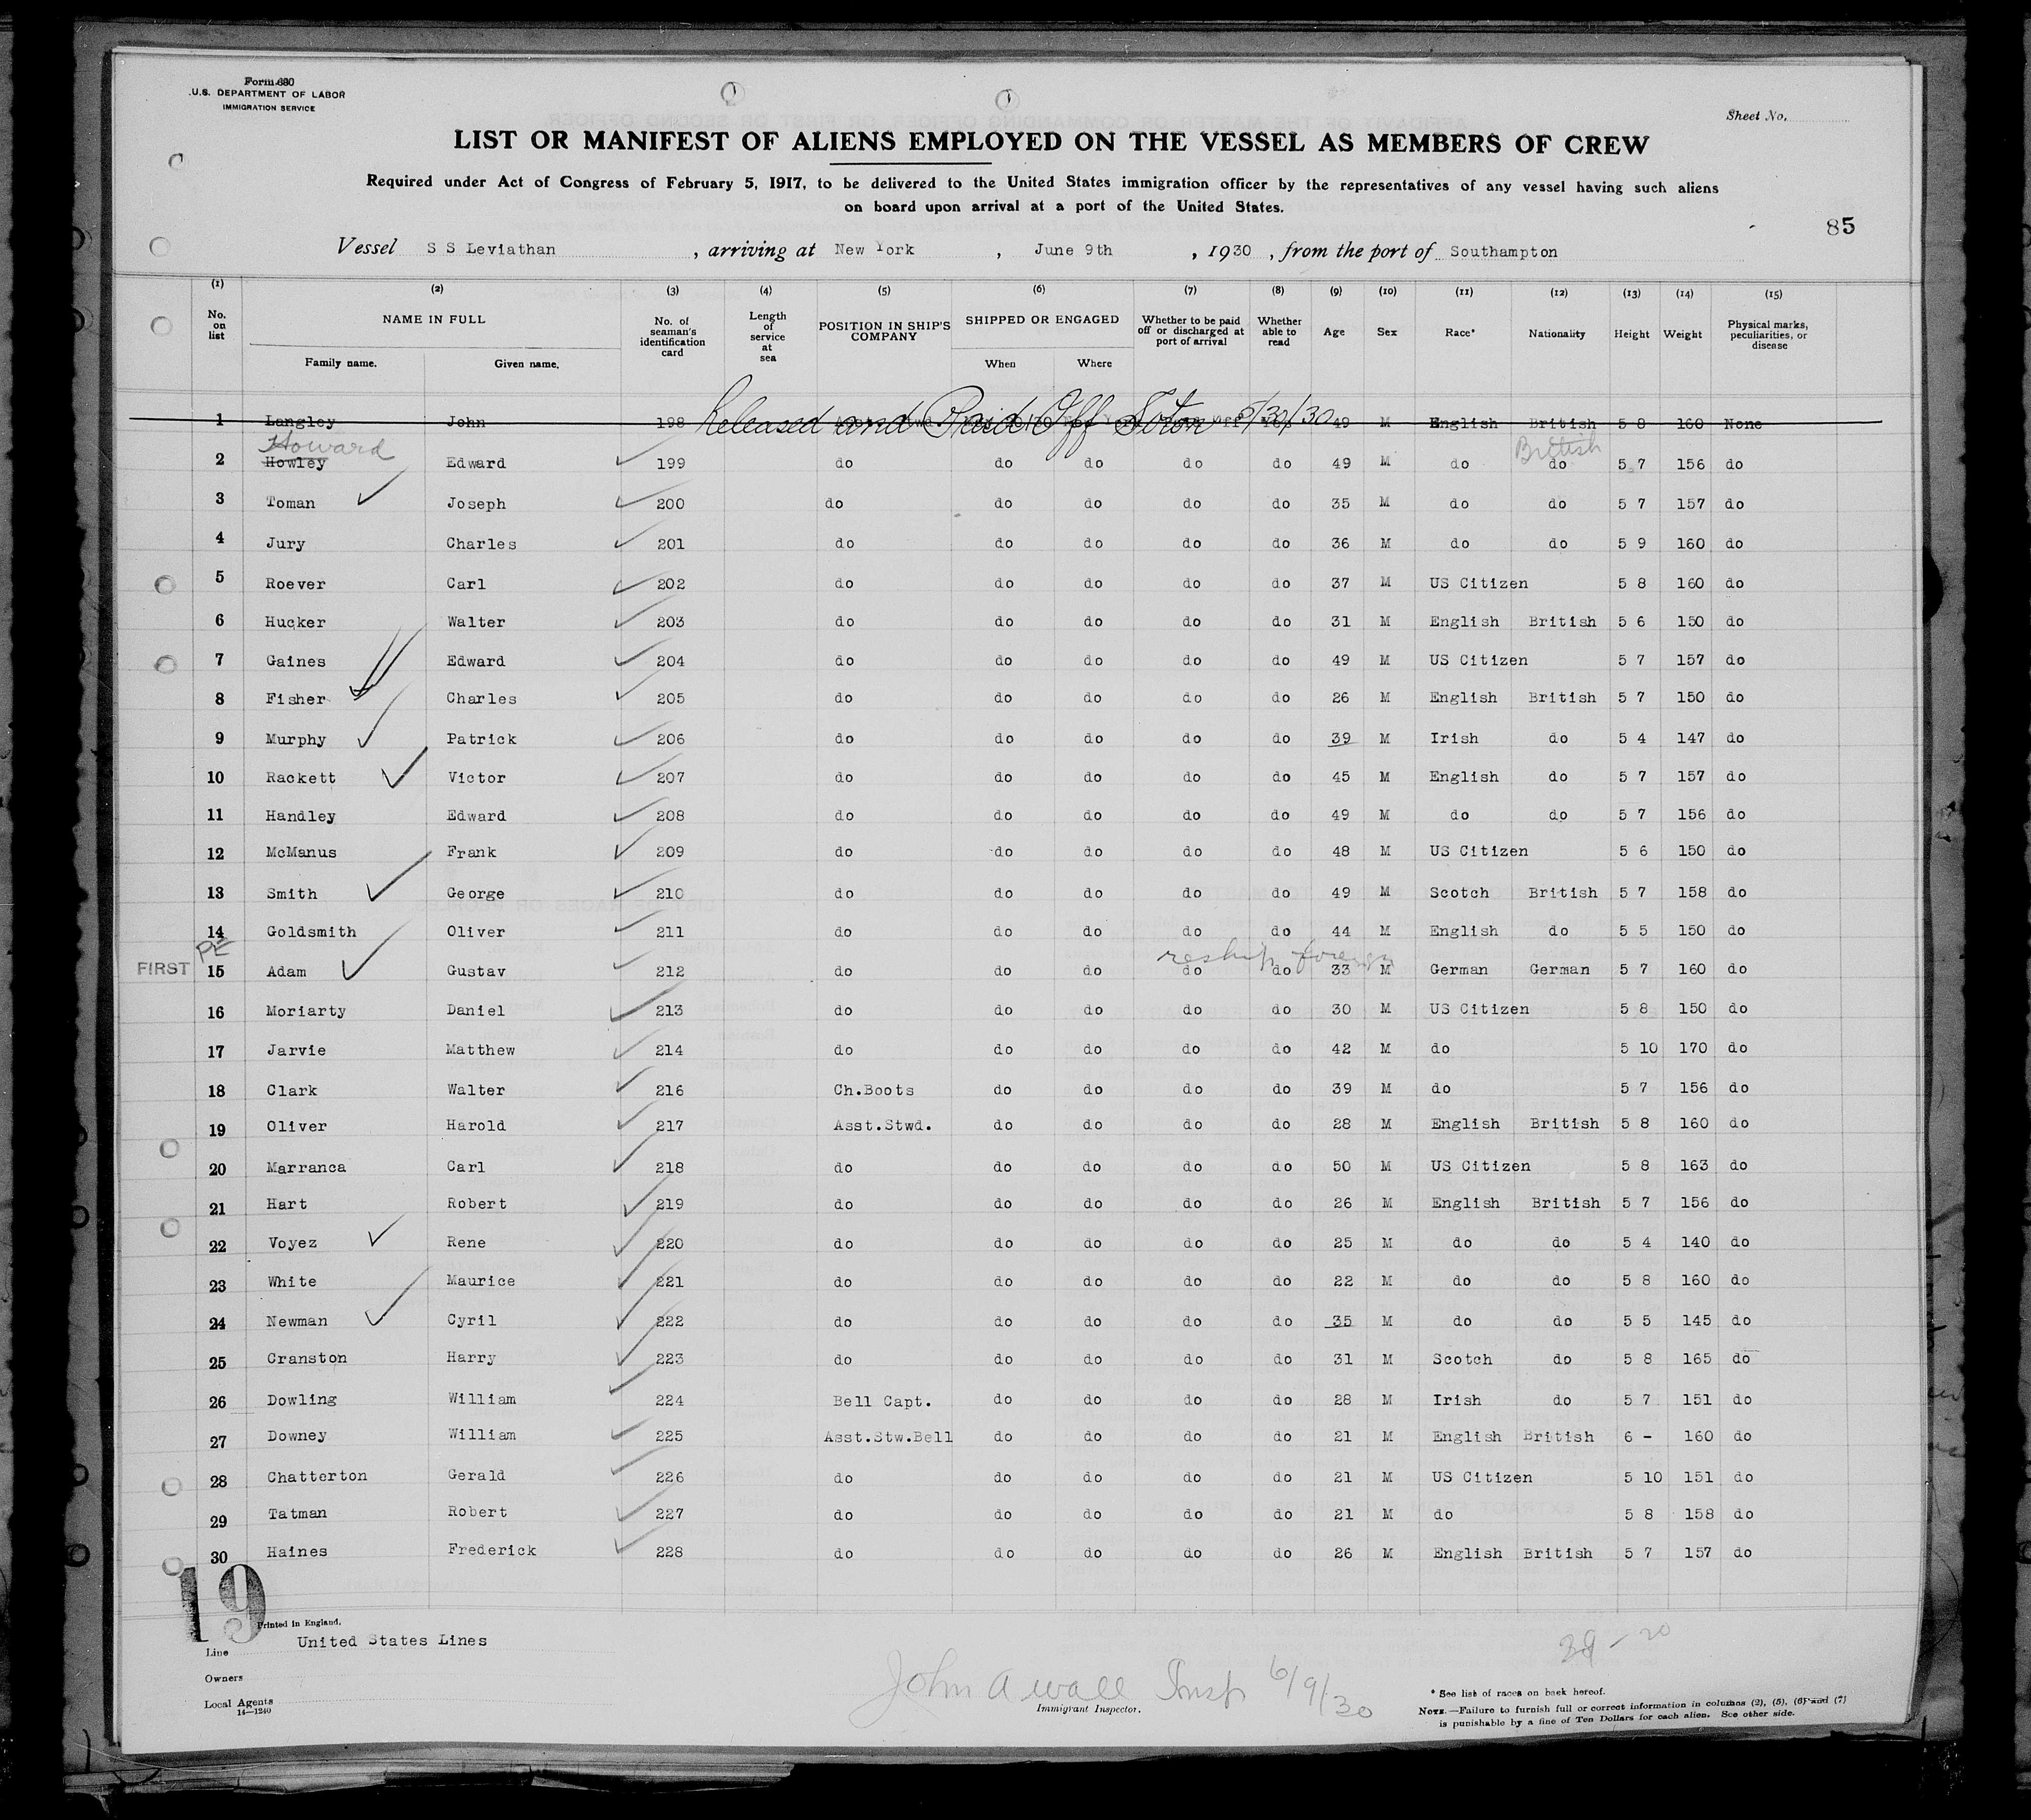 Form 680
U.S. DEPARTMENT OF LABOR
IMMIGRATION SERVICE
Sheet No.
LIST OR MANIFEST OF ALIENS EMPLOYED ON THE VESSEL AS MEMBERS OF CREW
Required under Act of Congress of February 5, 1917, to be delivered to the United States immigration officer by the representatives of any vessel having such aliens
on board upon arrival at a port of the United States.
85
Vessel S S Leviathan , arriving at New York , June 9th , 1930 , from the port of Southampton
(1) (2) (3) (4) (5) (6) (7) (8) (9) (10) (11) (12) (13) (14) (15)
No. on list NAME IN FULL Family name. Given name. No. of seaman's identification card Length of service at sea POSITION IN SHIP'S COMPANY SHIPPED OR ENGAGED When Where Whether to be paid off or discharged at port of arrival Whether able to read Age Sex Race* Nationality Height Weight Physical marks, peculiarities, or disease
1 Langley John 198 Released and Paid Off Soton 5/30/30 49 M English British 5 8 160 None
Howard British
2 Howley Edward 199 do do do do do 49 M do do 5 7 156 do
3 Toman Joseph 200 do do do do do 35 M do do 5 7 157 do
4 Jury Charles 201 do do do do do 36 M do do 5 9 160 do
5 Roever Carl 202 do do do do do 37 M US Citizen 5 8 160 do
6 Hucker Walter 203 do do do do do 31 M English British 5 6 150 do
7 Gaines Edward 204 do do do do do 49 M US Citizen 5 7 157 do
8 Fisher Charles 205 do do do do do 26 M English British 5 7 150 do
9 Murphy Patrick 206 do do do do do 39 M Irish do 5 4 147 do
10 Rackett Victor 207 do do do do do 45 M English do 5 7 157 do
11 Handley Edward 208 do do do do do 49 M do do 5 7 156 do
12 McManus Frank 209 do do do do do 48 M US Citizen 5 6 150 do
13 Smith George 210 do do do do do 49 M Scotch British 5 7 158 do
14 Goldsmith Oliver 211 do do do do do 44 M English do 5 5 150 do
PE reship foreign
FIRST 15 Adam Gustav 212 do do do do do 33 M German German 5 7 160 do
16 Moriarty Daniel 213 do do do do do 30 M US Citizen 5 8 150 do
17 Jarvie Matthew 214 do do do do do 42 M do 5 10 170 do
18 Clark Walter 216 Ch.Boots do do do do 39 M do 5 7 156 do
19 Oliver Harold 217 Asst.Stwd. do do do do 28 M English British 5 8 160 do
20 Marranca Carl 218 do do do do do 50 M US Citizen 5 8 163 do
21 Hart Robert 219 do do do do do 26 M English British 5 7 156 do
22 Voyez Rene 220 do do do do do 25 M do do 5 4 140 do
23 White Maurice 221 do do do do do 22 M do do 5 8 160 do
24 Newman Cyril 222 do do do do do 35 M do do 5 5 145 do
25 Cranston Harry 223 do do do do do 31 M Scotch do 5 8 165 do
26 Dowling William 224 Bell Capt. do do do do 28 M Irish do 5 7 151 do
27 Downey William 225 Asst.Stw.Bell do do do do 21 M English British 6 - 160 do
28 Chatterton Gerald 226 do do do do do 21 M US Citizen 5 10 151 do
29 Tatman Robert 227 do do do do do 21 M do 5 8 158 do
30 Haines Frederick 228 do do do do do 26 M English British 5 7 157 do
19
Printed in England.
Line United States Lines
Owners
Local Agents
14—1240
John A Wall Insp 6/9/30
Immigrant Inspector.
* See list of races on back hereof.
NOTE.—Failure to furnish full or correct information in columns (2), (5), (6) and (7)
is punishable by a fine of Ten Dollars for each alien. See other side.